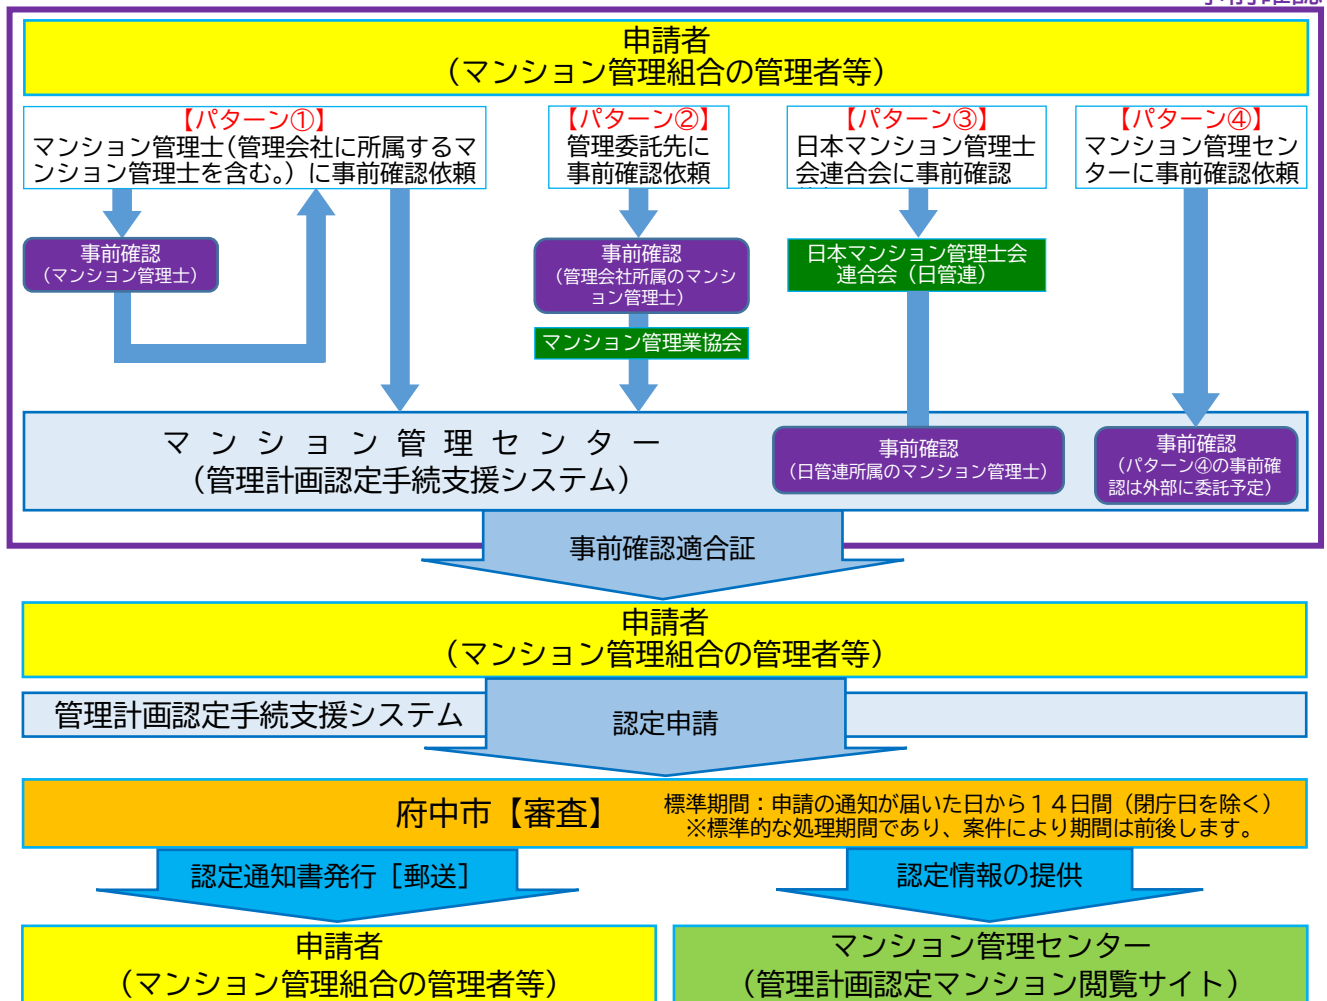 申請者
（マンション管理組合の管理者等）
【パターン①】
マンション管理士（管理会社に所属するマ
ンション管理士を含む。）に事前確認依頼
【パターン②】
管理委託先に
事前確認依頼
【パターン③】
日本マンション管理士
会連合会に事前確認
【パターン④】
マンション管理セン
ターに事前確認依頼
事前確認
（マンション管理士）
事前確認
（管理会社所属のマンシ
ョン管理士）
マンション管理業協会
日本マンション管理士会
連合会（日管連）
マンション管理センター
（管理計画認定手続支援システム）
事前確認
（日管連所属のマンション管理士）
事前確認
（パターン④の事前確
認は外部に委託予定）
事前確認適合証
申請者
（マンション管理組合の管理者等）
管理計画認定手続支援システム
認定申請
府中市【審査】
標準期間：申請の通知が届いた日から１４日間（閉庁日を除く）
※標準的な処理期間であり、案件により期間は前後します。
認定通知書発行［郵送］
認定情報の提供
申請者
（マンション管理組合の管理者等）
マンション管理センター
（管理計画認定マンション閲覧サイト）